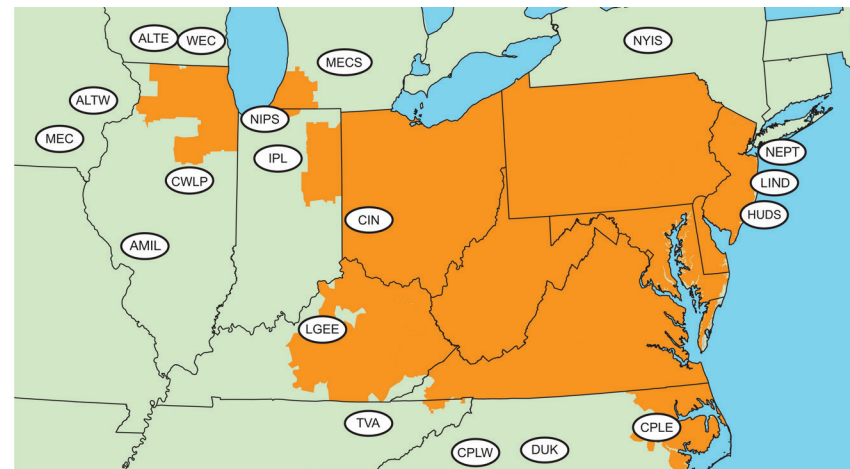 ALTE
WEC
NYIS
MECS
ALTW
NIPS
MEC
NEPT
IPL
CWLP
LIND
HUDS
CIN
AMIL
LGEE
TVA
CPLE
CPLW
DUK